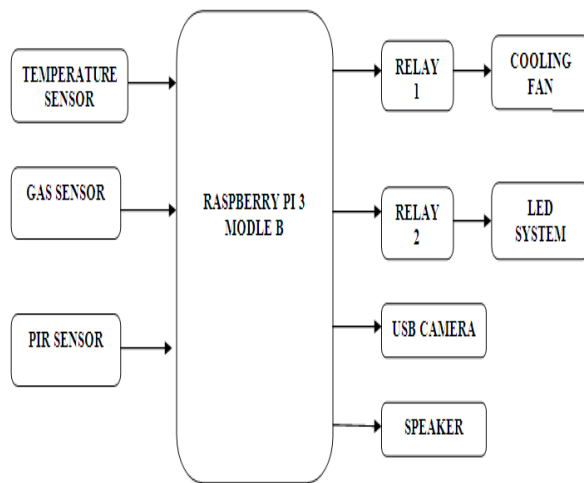 TEMPERATURE
SENSOR
GAS SENSOR
PIR SENSOR
RASPBERRY PI 3
MODLE B
RELAY
1
COOLING
FAN
RELAY
2
LED
SYSTEM
USB CAMERA
SPEAKER